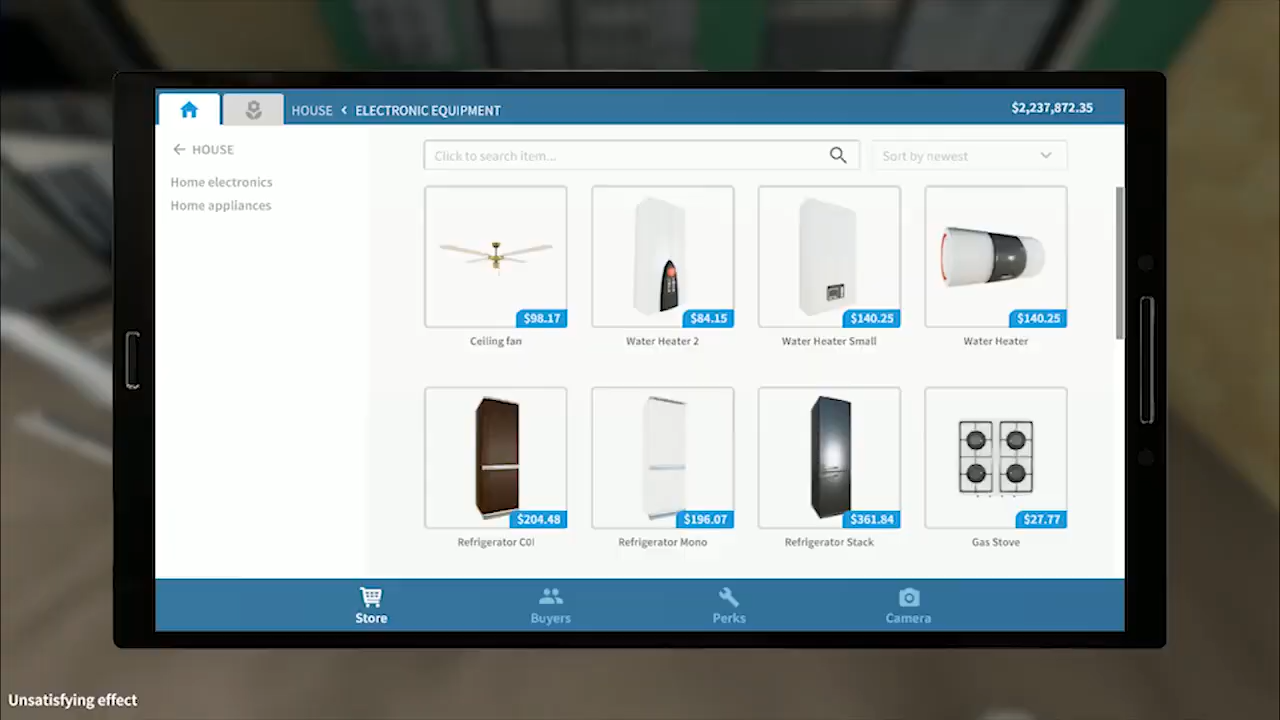 HOUSE < ELECTRONIC EQUIPMENT
$2,237,872.35
← HOUSE
Home electronics
Home appliances
Click to search item...
Sort by newest
$98.17
$84.15
$140.25
$140.25
Ceiling fan
Water Heater 2
Water Heater Small
Water Heater
$204.48
$196.07
$361.84
$27.77
Refrigerator C0I
Refrigerator Mono
Refrigerator Stack
Gas Stove
Store
Buyers
Perks
Camera
Unsatisfying effect